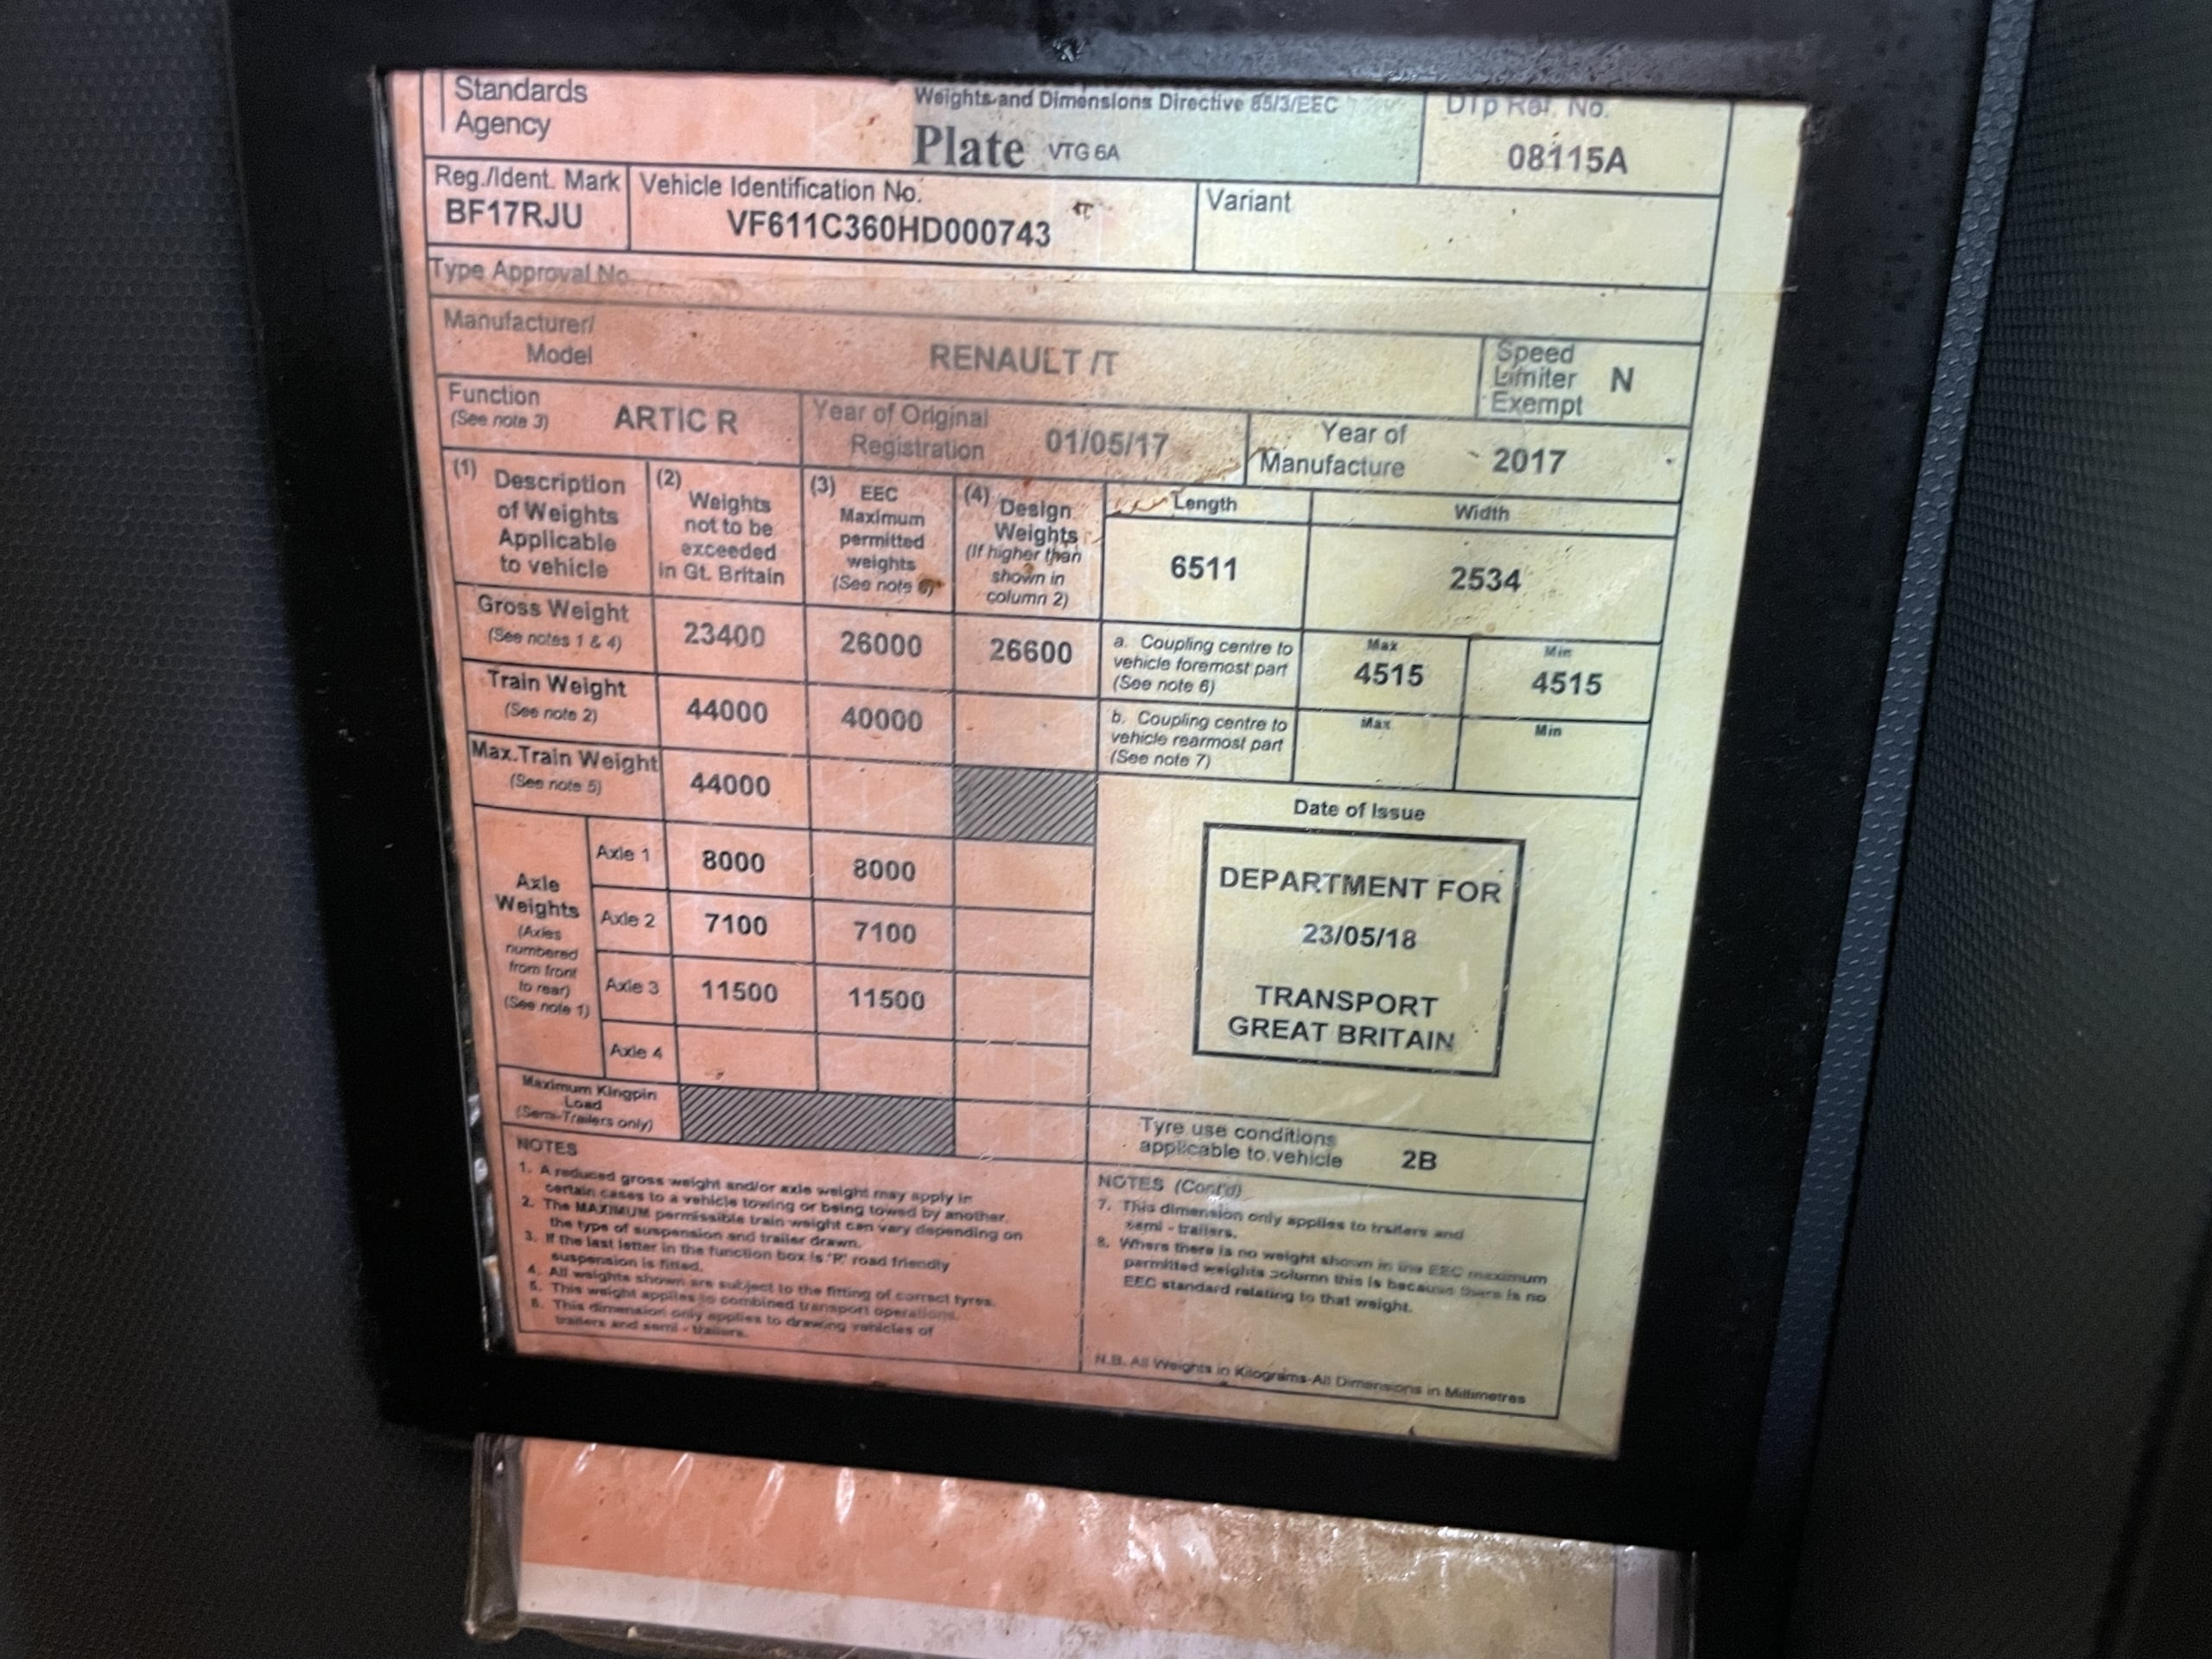 Standards
Agency
Weights and Dimensions Directive 85/3/EEC
Plate VTG 6A
DTp Ref. No.
08115A
Reg./Ident. Mark
BF17RJU
Vehicle Identification No.
VF611C360HD000743
Variant
Type Approval No.
Manufacturer/
Model
RENAULT /T
Speed
Limiter
Exempt
N
Function
(See note 3)
ARTIC R
Year of Original
Registration
01/05/17
Year of
Manufacture
2017
(1) Description
of Weights
Applicable
to vehicle
(2) Weights
not to be
exceeded
in Gt. Britain
(3) EEC
Maximum
permitted
weights
(See note 8)
(4) Design
Weights
(If higher than
shown in
column 2)
Length
6511
Width
2534
Gross Weight
(See notes 1 & 4)
23400
26000
26600
a. Coupling centre to
vehicle foremost part
(See note 6)
Max
4515
Min
4515
Train Weight
(See note 2)
44000
40000
b. Coupling centre to
vehicle rearmost part
(See note 7)
Max
Min
Max.Train Weight
(See note 5)
44000
Axle
Weights
(Axles
numbered
from front
to rear)
(See note 1)
Axle 1
8000
8000
Axle 2
7100
7100
Axle 3
11500
11500
Axle 4
Date of Issue
DEPARTMENT FOR
23/05/18
TRANSPORT
GREAT BRITAIN
Maximum Kingpin
Load
(Semi-Trailers only)
Tyre use conditions
applicable to vehicle
2B
NOTES
1. A reduced gross weight and/or axle weight may apply in
certain cases to a vehicle towing or being towed by another.
2. The MAXIMUM permissible train weight can vary depending on
the type of suspension and trailer drawn.
3. If the last letter in the function box is 'R' road friendly
suspension is fitted.
4. All weights shown are subject to the fitting of correct tyres.
5. This weight applies to combined transport operations.
6. This dimension only applies to drawing vehicles of
trailers and semi - trailers.
NOTES (Cont'd)
7. This dimension only applies to trailers and
semi - trailers.
8. Where there is no weight shown in the EEC maximum
permitted weights column this is because there is no
EEC standard relating to that weight.
N.B. All Weights in Kilograms-All Dimensions in Millimetres